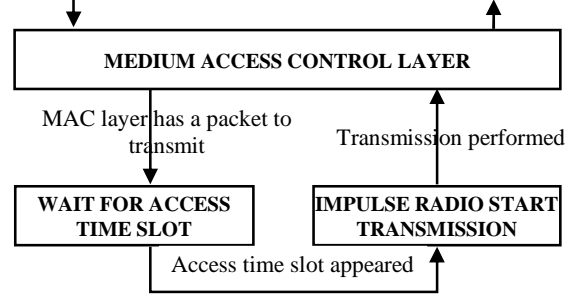 MEDIUM ACCESS CONTROL LAYER
MAC layer has a packet to
transmit
Transmission performed
WAIT FOR ACCESS
TIME SLOT
IMPULSE RADIO START
TRANSMISSION
Access time slot appeared